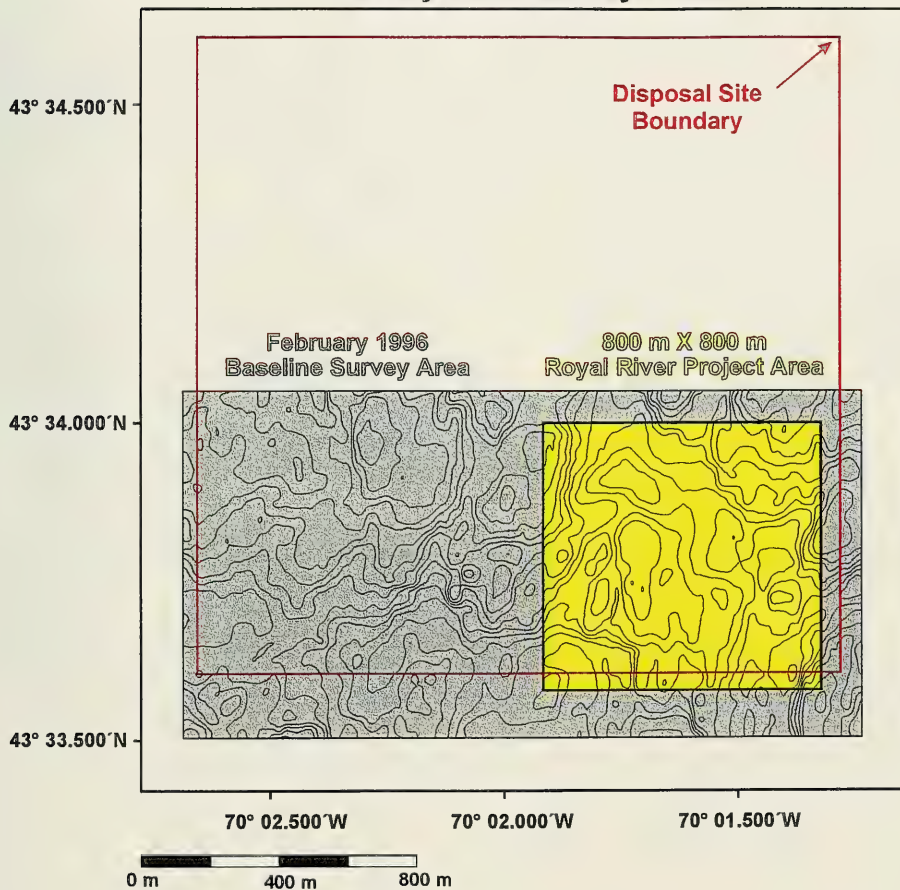 Disposal Site
Boundary
43° 34.500´N
February 1996
Baseline Survey Area
800 m X 800 m
Royal River Project Area
43° 34.000´N
43° 33.500´N
70° 02.500´W
70° 02.000´W
70° 01.500´W
0 m
400 m
800 m